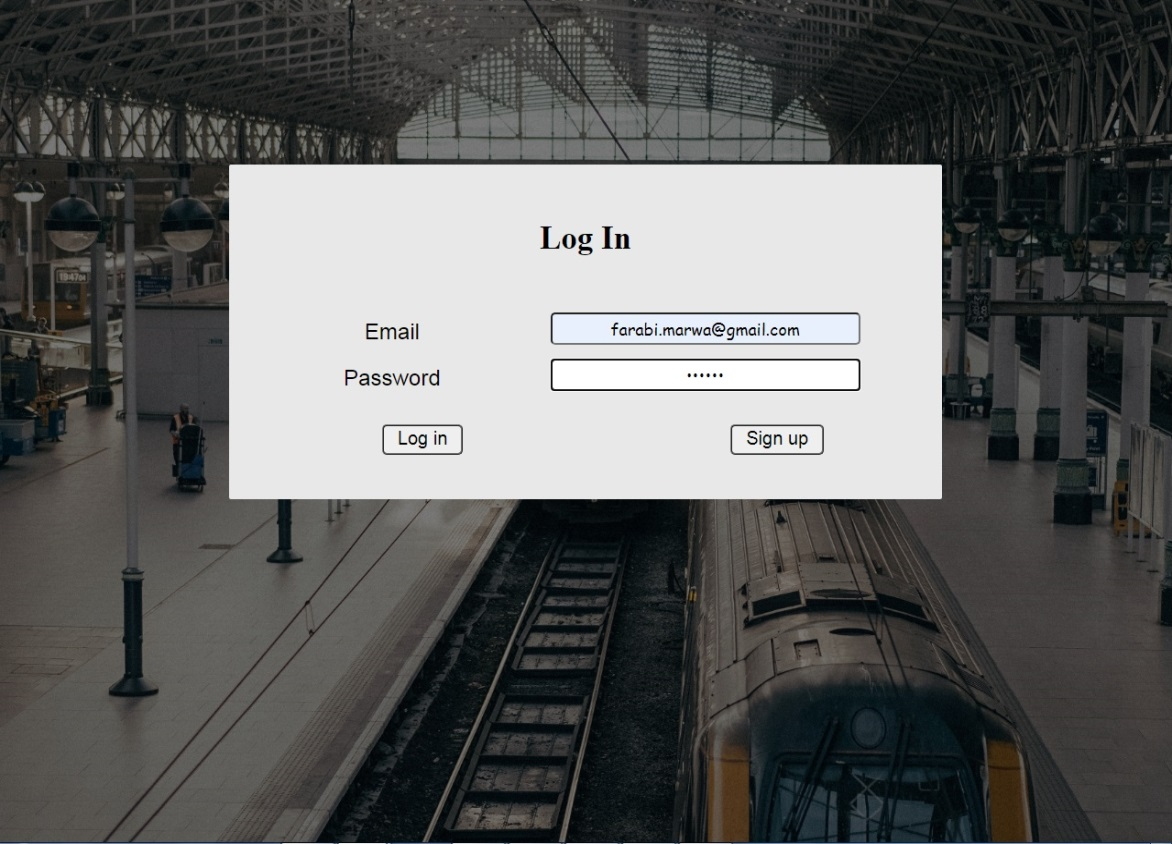 Log In
Email farabi.marwa@gmail.com
Password ••••••
Log in Sign up